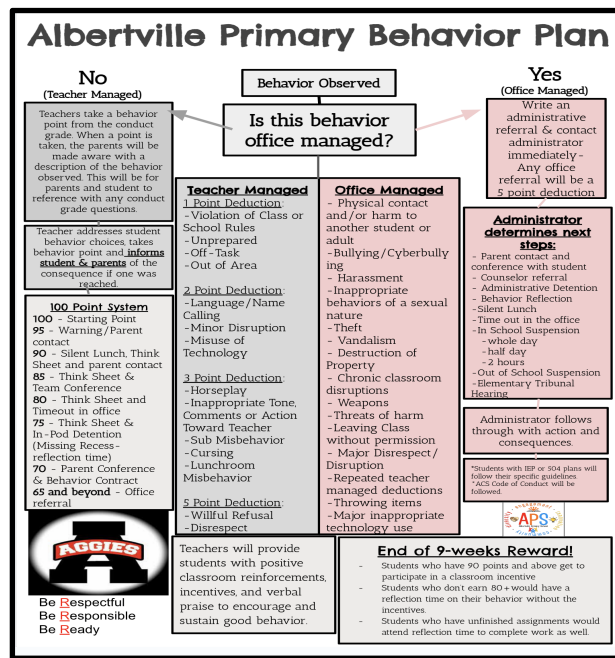 Albertville Primary Behavior Plan
No
(Teacher Managed)
Teachers take a behavior
point from the conduct
grade. When a point is
taken, the parents will be
made aware with a
description of the behavior
observed. This will be for
parents and student to
reference with any conduct
grade questions.
Teacher addresses student
behavior choices, takes
behavior point and informs
student & parents of the
consequence if one was
reached.
100 Point System
100 - Starting Point
95 - Warning/Parent
contact
90 - Silent Lunch, Think
Sheet and parent contact
85 - Think Sheet &
Team Conference
80 - Think Sheet and
Timeout in office
75 - Think Sheet &
In-Pod Detention
(Missing Recess-
reflection time)
70 - Parent Conference
& Behavior Contract
65 and beyond - Office
referral
AGGIES
Be Respectful
Be Responsible
Be Ready
Behavior Observed
Is this behavior
office managed?
Teacher Managed
1 Point Deduction:
-Violation of Class or
School Rules
-Unprepared
-Off-Task
-Out of Area
2 Point Deduction:
-Language/Name
Calling
-Minor Disruption
-Misuse of
Technology
3 Point Deduction:
-Horseplay
-Inappropriate Tone,
Comments or Action
Toward Teacher
-Sub Misbehavior
-Cursing
-Lunchroom
Misbehavior
5 Point Deduction:
-Willful Refusal
-Disrespect
Office Managed
- Physical contact
and/or harm to
another student or
adult
-Bullying/Cyberbully
ing
- Harassment
-Inappropriate
behaviors of a sexual
nature
-Theft
- Vandalism
-Destruction of
Property
- Chronic classroom
disruptions
- Weapons
-Threats of harm
-Leaving Class
without permission
-Major Disrespect/
Disruption
-Repeated teacher
managed deductions
-Throwing items
-Major inappropriate
technology use
Teachers will provide
students with positive
classroom reinforcements,
incentives, and verbal
praise to encourage and
sustain good behavior.
Yes
(Office Managed)
Write an
administrative
referral & contact
administrator
immediately-
Any office
referral will be a
5 point deduction
Administrator
determines next
steps:
- Parent contact and
conference with student
- Counselor referral
- Administrative Detention
- Behavior Reflection
-Silent Lunch
-Time out in the office
-In School Suspension
-whole day
-half day
-2 hours
-Out of School Suspension
-Elementary Tribunal
Hearing
Administrator follows
through with action and
consequences.
*Students with IEP or 504 plans will
follow their specific guidelines.
*ACS Code of Conduct will be
followed
APS
End of 9-weeks Reward!
- Students who have 90 points and above get to
participate in a classroom incentive
- Students who don't earn 80+ would have a
reflection time on their behavior without the
incentives.
- Students who have unfinished assignments would
attend reflection time to complete work as well.